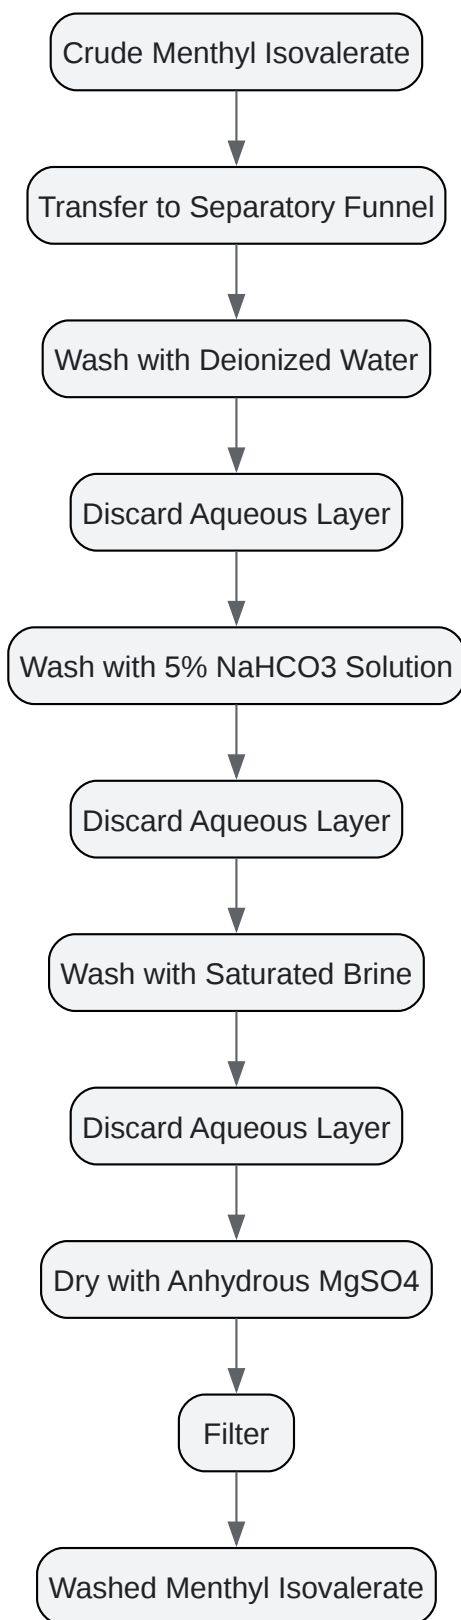 Crude Menthyl Isovalerate
Transfer to Separatory Funnel
Wash with Deionized Water
Discard Aqueous Layer
Wash with 5% NaHCO3 Solution
Discard Aqueous Layer
Wash with Saturated Brine
Discard Aqueous Layer
Dry with Anhydrous MgSO4
Filter
Washed Menthyl Isovalerate